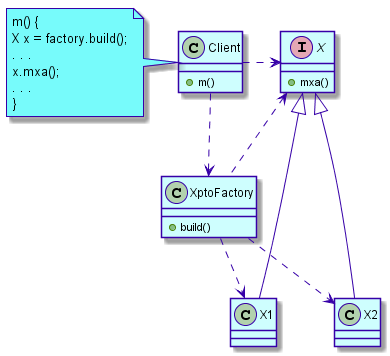 m() {
X x = factory.build();
. . .
x.mxa();
. . .
}
C Client
m()
I X
mxa()
C XptoFactory
build()
C X1
C X2